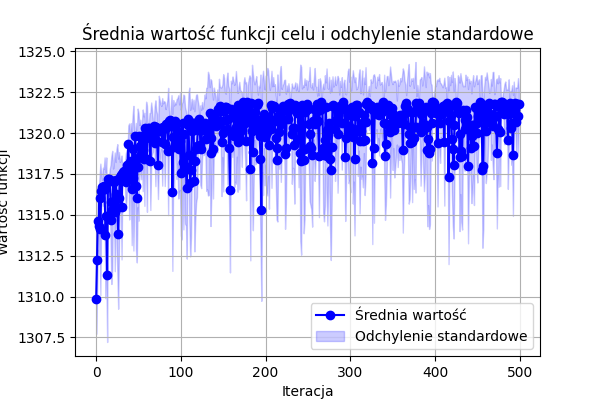 Średnia wartość funkcji celu i odchylenie standardowe
1325.0
1322.5
1320.0
1317.5
1315.0
1312.5
1310.0
1307.5
Wartość funkcji
0 100 200 300 400 500
Iteracja
Średnia wartość
Odchylenie standardowe